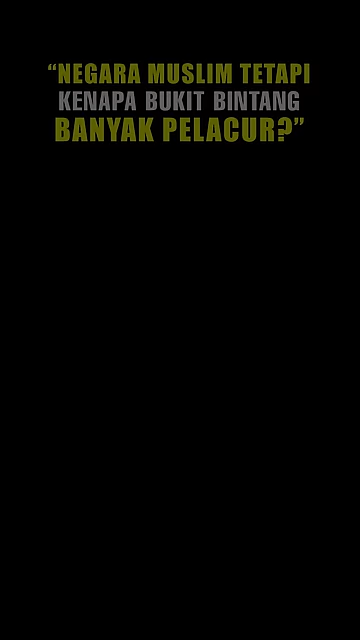 “NEGARA MUSLIM TETAPI
KENAPA BUKIT BINTANG
BANYAK PELACUR?”